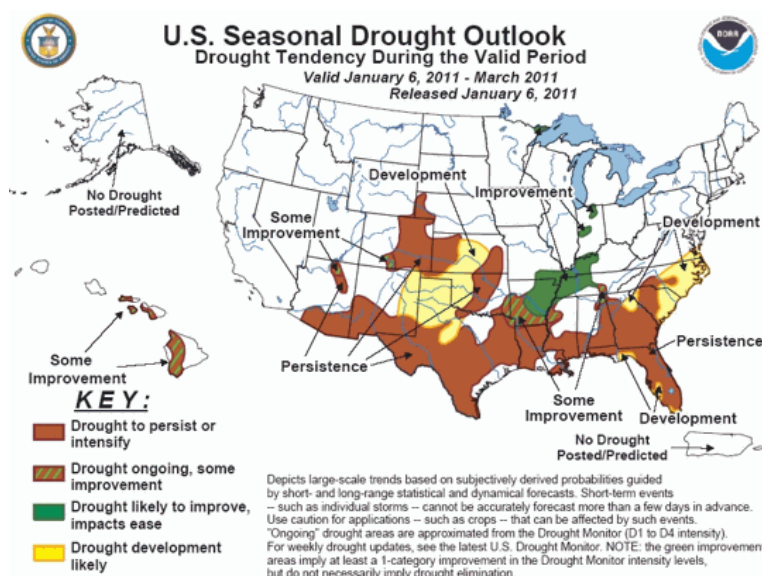 U.S. Seasonal Drought Outlook
Drought Tendency During the Valid Period
Valid January 6, 2011 - March 2011
Released January 6, 2011
NOAA
No Drought
Posted/Predicted
Development
Improvement
Some
Improvement
Development
Persistence
Persistence
Some
Improvement
Some
Improvement
Development
No Drought
Posted/Predicted
KEY:
Drought to persist or
intensify
Drought ongoing, some
improvement
Drought likely to improve,
impacts ease
Drought development
likely
Depicts large-scale trends based on subjectively derived probabilities guided
by short- and long-range statistical and dynamical forecasts. Short-term events
-- such as individual storms -- cannot be accurately forecast more than a few days in advance.
Use caution for applications -- such as crops -- that can be affected by such events.
"Ongoing" drought areas are approximated from the Drought Monitor (D1 to D4 intensity).
For weekly drought updates, see the latest U.S. Drought Monitor. NOTE: the green improvement
areas imply at least a 1-category improvement in the Drought Monitor intensity levels,
but do not necessarily imply drought elimination.